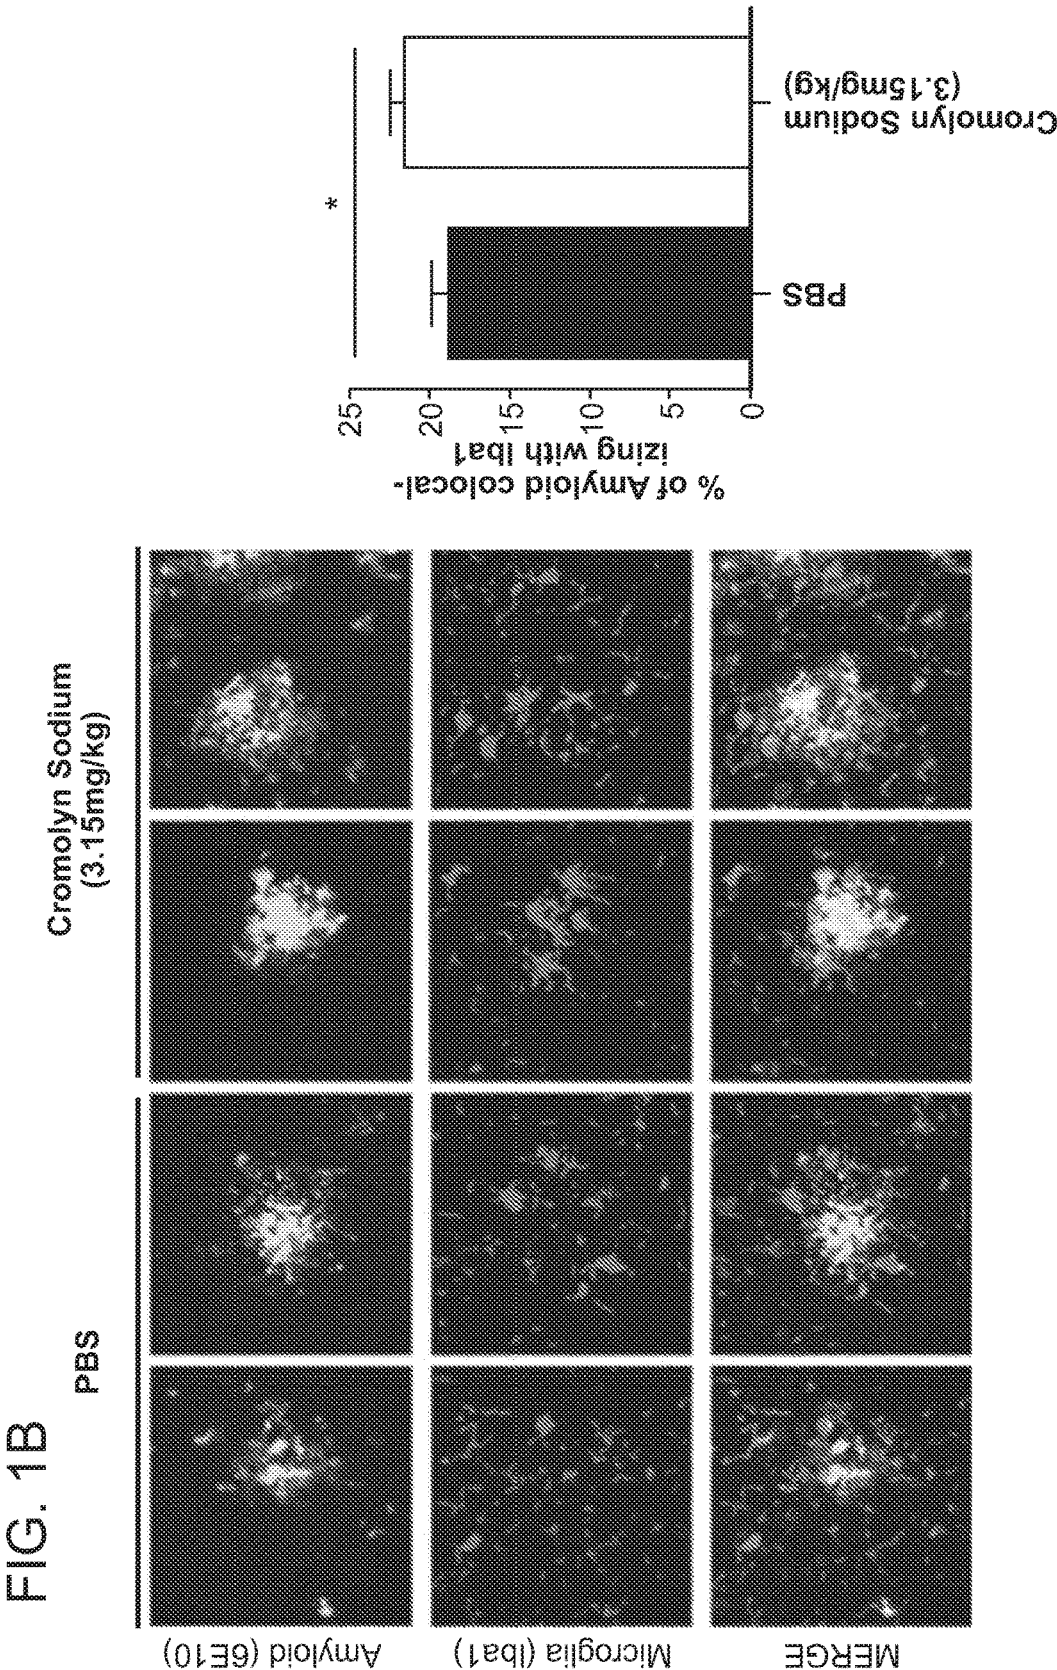 FIG. 1B
PBS
Cromolyn Sodium
(3.15mg/kg)
Amyloid (6E10)
Microglia (Iba1)
MERGE
% of Amyloid colocal-
izing with Iba1
25
20
15
10
5
0
*
PBS
Cromolyn Sodium
(3.15mg/kg)